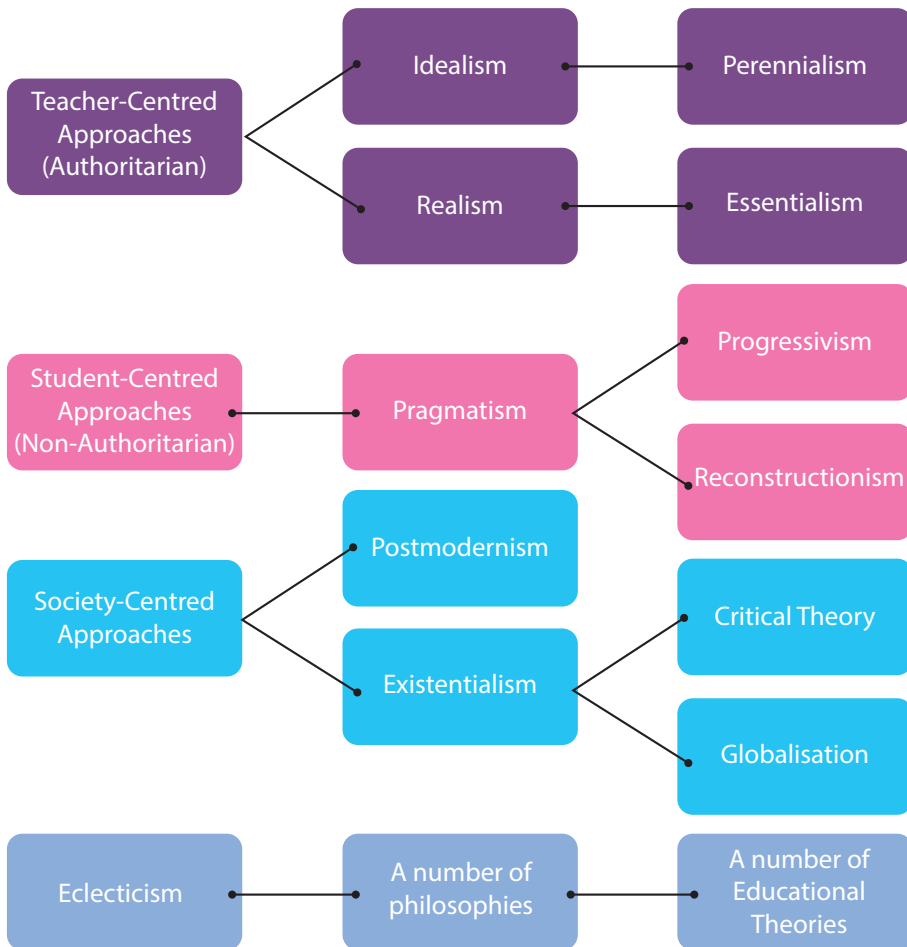 Teacher-Centred
Approaches
(Authoritarian)
Idealism
Perennialism
Realism
Essentialism
Student-Centred
Approaches
(Non-Authoritarian)
Pragmatism
Progressivism
Reconstructionism
Society-Centred
Approaches
Postmodernism
Existentialism
Critical Theory
Globalisation
Eclecticism
A number of
philosophies
A number of
Educational
Theories